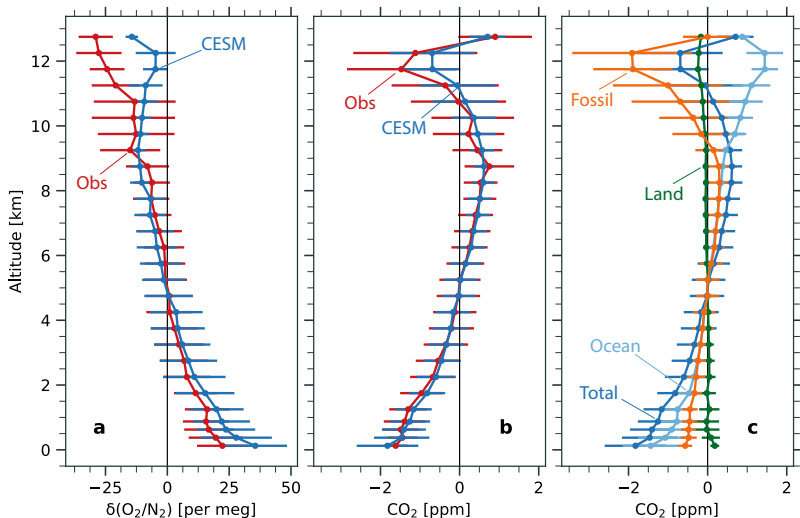 12
10
8
6
4
2
0
Altitude [km]
CESM
Obs
a
−25
0
25
50
δ(O₂/N₂) [per meg]
Obs
CESM
b
−2
0
2
CO₂ [ppm]
Fossil
Land
Ocean
Total
c
−2
0
2
CO₂ [ppm]